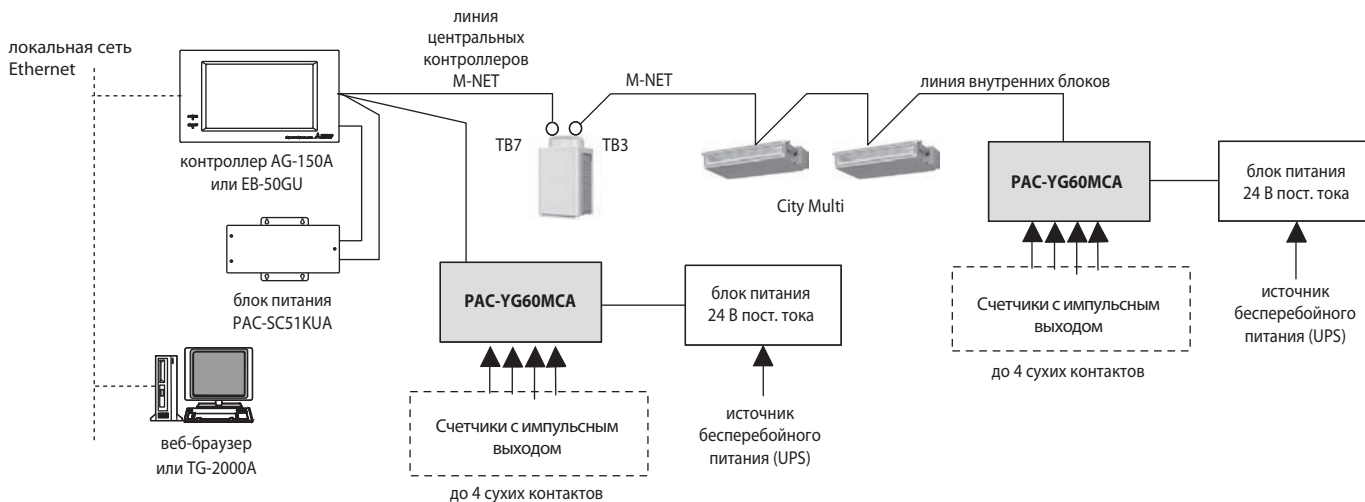 локальная сеть
Ethernet
контроллер AG-150A
или EB-50GU
блок питания
PAC-SC51KUA
веб-браузер
или TG-2000A
линия
центральных
контроллеров
M-NET
TB7
TB3
M-NET
City Multi
линия внутренних блоков
PAC-YG60MCA
блок питания
24 В пост. тока
Счетчики с импульсным
выходом
до 4 сухих контактов
источник
бесперебойного
питания (UPS)
PAC-YG60MCA
блок питания
24 В пост. тока
Счетчики с импульсным
выходом
до 4 сухих контактов
источник
бесперебойного
питания (UPS)